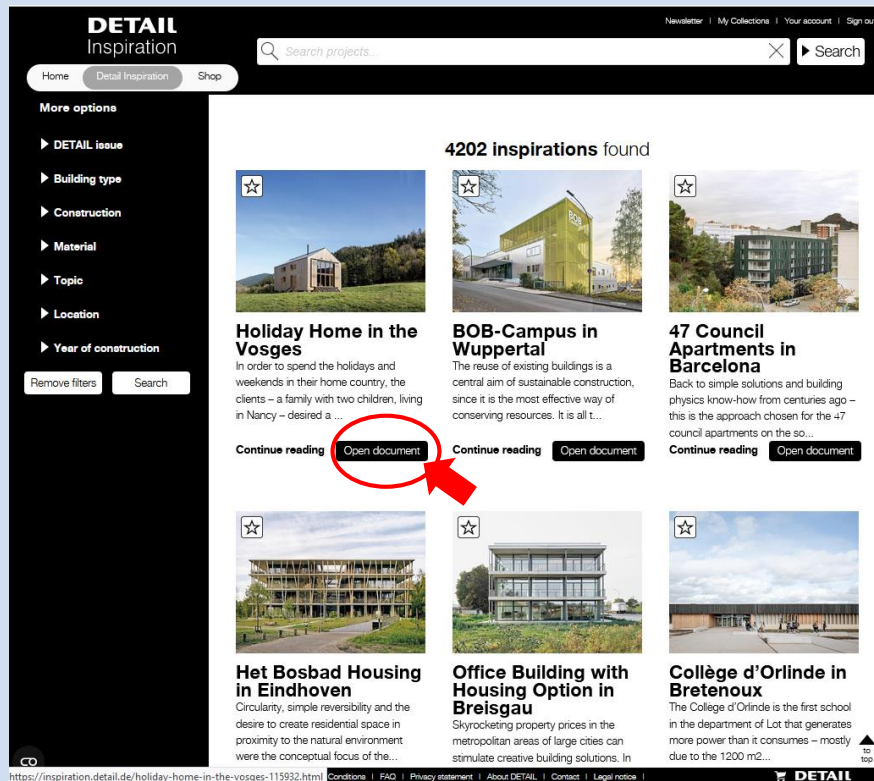 DETAIL
Inspiration
Newsletter | My Collections | Your account | Sign out
Search projects...
Search
Home Detail Inspiration Shop
More options
DETAIL issue
Building type
Construction
Material
Topic
Location
Year of construction
Remove filters Search
4202 inspirations found
BOB
Holiday Home in the
Vosges
In order to spend the holidays and
weekends in their home country, the
clients – a family with two children, living
in Nancy – desired a ...
Continue reading Open document
BOB-Campus in
Wuppertal
The reuse of existing buildings is a
central aim of sustainable construction,
since it is the most effective way of
conserving resources. It is all t...
Continue reading Open document
47 Council
Apartments in
Barcelona
Back to simple solutions and building
physics know-how from centuries ago –
this is the approach chosen for the 47
council apartments on the so...
Continue reading Open document
Het Bosbad Housing
in Eindhoven
Circularity, simple reversibility and the
desire to create residential space in
proximity to the natural environment
were the conceptual focus of the...
Office Building with
Housing Option in
Breisgau
Skyrocketing property prices in the
metropolitan areas of large cities can
stimulate creative building solutions. In
Collège d'Orlinde in
Bretenoux
The Collège d'Orlinde is the first school
in the department of Lot that generates
more power than it consumes – mostly
due to the 1200 m2...
to
top
https://inspiration.detail.de/holiday-home-in-the-vosges-115932.html Conditions | FAQ | Privacy statement | About DETAIL | Contact | Legal notice |
DETAIL